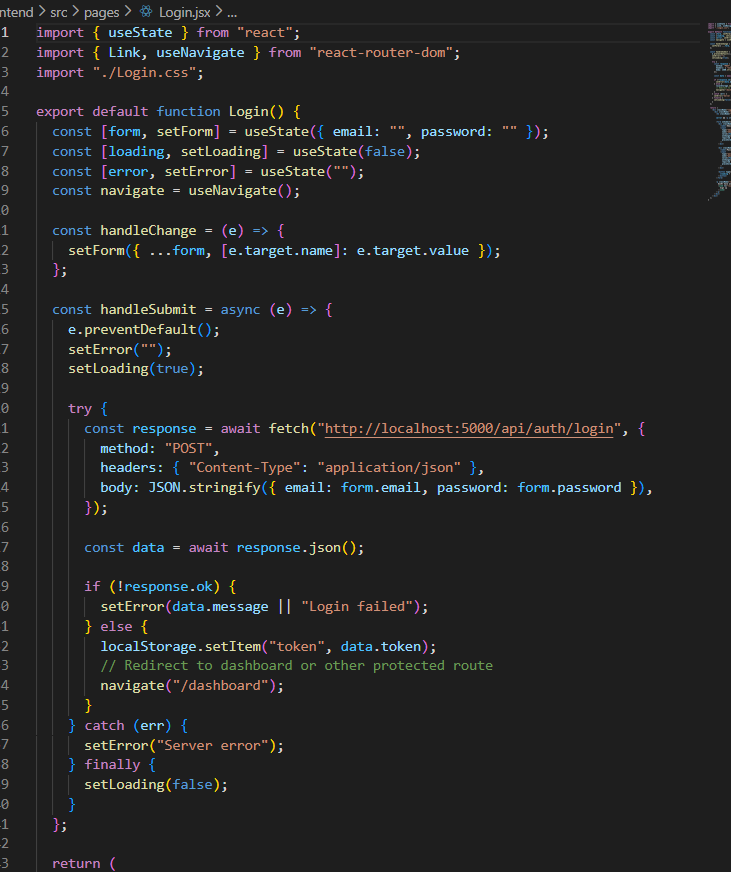 ntend > src > pages > Login.jsx > ...
1 import { useState } from "react";
2 import { Link, useNavigate } from "react-router-dom";
3 import "./Login.css";
4
5 export default function Login() {
6   const [form, setForm] = useState({ email: "", password: "" });
7   const [loading, setLoading] = useState(false);
8   const [error, setError] = useState("");
9   const navigate = useNavigate();
0
1   const handleChange = (e) => {
2     setForm({ ...form, [e.target.name]: e.target.value });
3   };
4
5   const handleSubmit = async (e) => {
6     e.preventDefault();
7     setError("");
8     setLoading(true);
9
0     try {
1       const response = await fetch("http://localhost:5000/api/auth/login", {
2         method: "POST",
3         headers: { "Content-Type": "application/json" },
4         body: JSON.stringify({ email: form.email, password: form.password }),
5       });
6
7       const data = await response.json();
8
9       if (!response.ok) {
0         setError(data.message || "Login failed");
1       } else {
2         localStorage.setItem("token", data.token);
3         // Redirect to dashboard or other protected route
4         navigate("/dashboard");
5       }
6     } catch (err) {
7       setError("Server error");
8     } finally {
9       setLoading(false);
0     }
1   };
2
3   return (